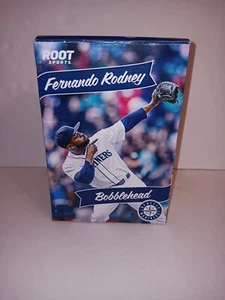 ROOT
SPORTS
Fernando Rodney
MARINERS
Bobblehead